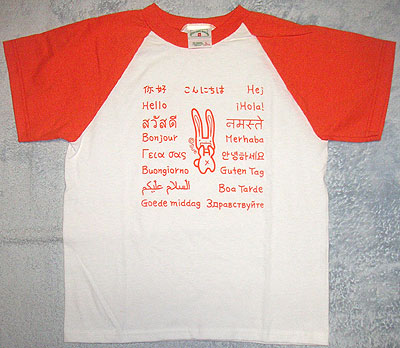 你好 こんにちは Hej
Hello ¡Hola!
สวัสดี नमस्ते
Bonjour Merhaba
Γεια σας 안녕하세요
Buongiorno Guten Tag
السلام عليكم Boa Tarde
Goede middag Здравствуйте